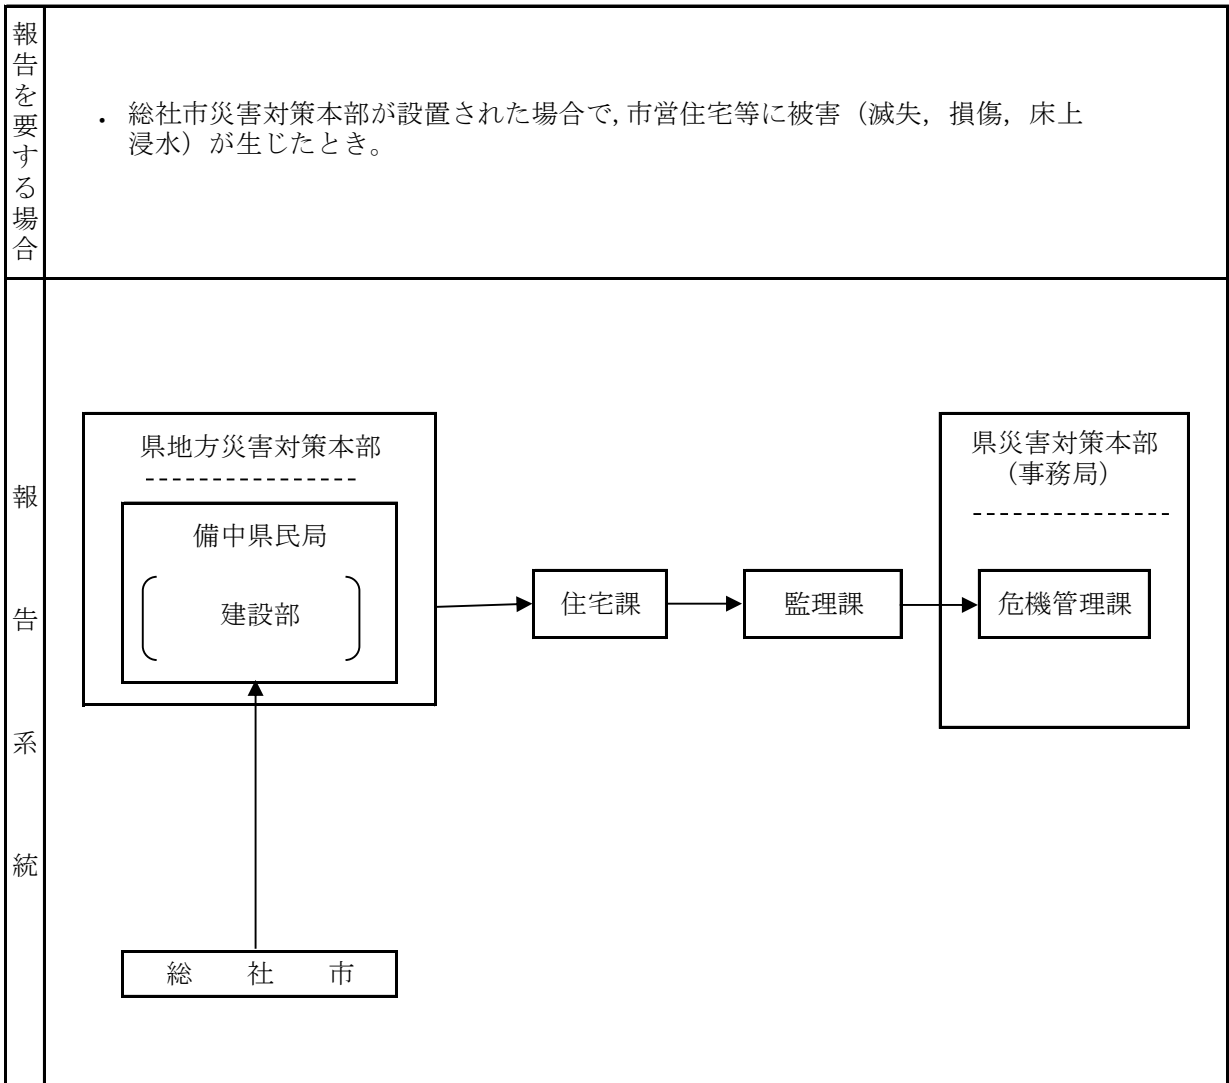 報告を要する場合
. 総社市災害対策本部が設置された場合で,市営住宅等に被害（滅失，損傷，床上
浸水）が生じたとき。
報告系統
県地方災害対策本部
備中県民局
建設部
住宅課
監理課
県災害対策本部
（事務局）
危機管理課
総社市